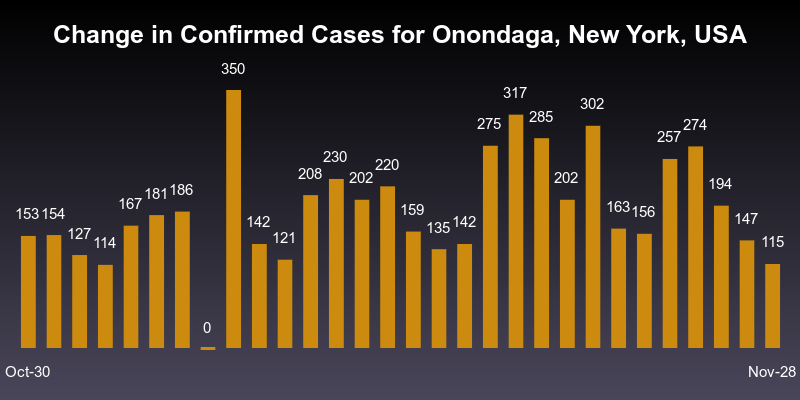 Change in Confirmed Cases for Onondaga, New York, USA
153 154 127 114 167 181 186 0 350 142 121 208 230 202 220 159 135 142 275 317 285 202 302 163 156 257 274 194 147 115
Oct-30 Nov-28